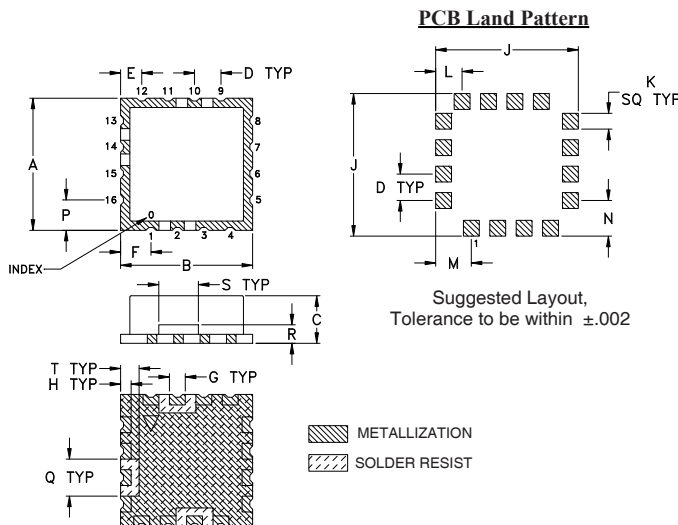 PCB Land Pattern
E
D TYP
12 11 10 9
13
14
15
16
8
7
6
5
A
P
0
1 2 3 4
F
INDEX
B
S TYP
C
R
T TYP
H TYP
G TYP
Q TYP
METALLIZATION
SOLDER RESIST
J
L
K
SQ TYP
J
D TYP
N
1
M
Suggested Layout,
Tolerance to be within ±.002